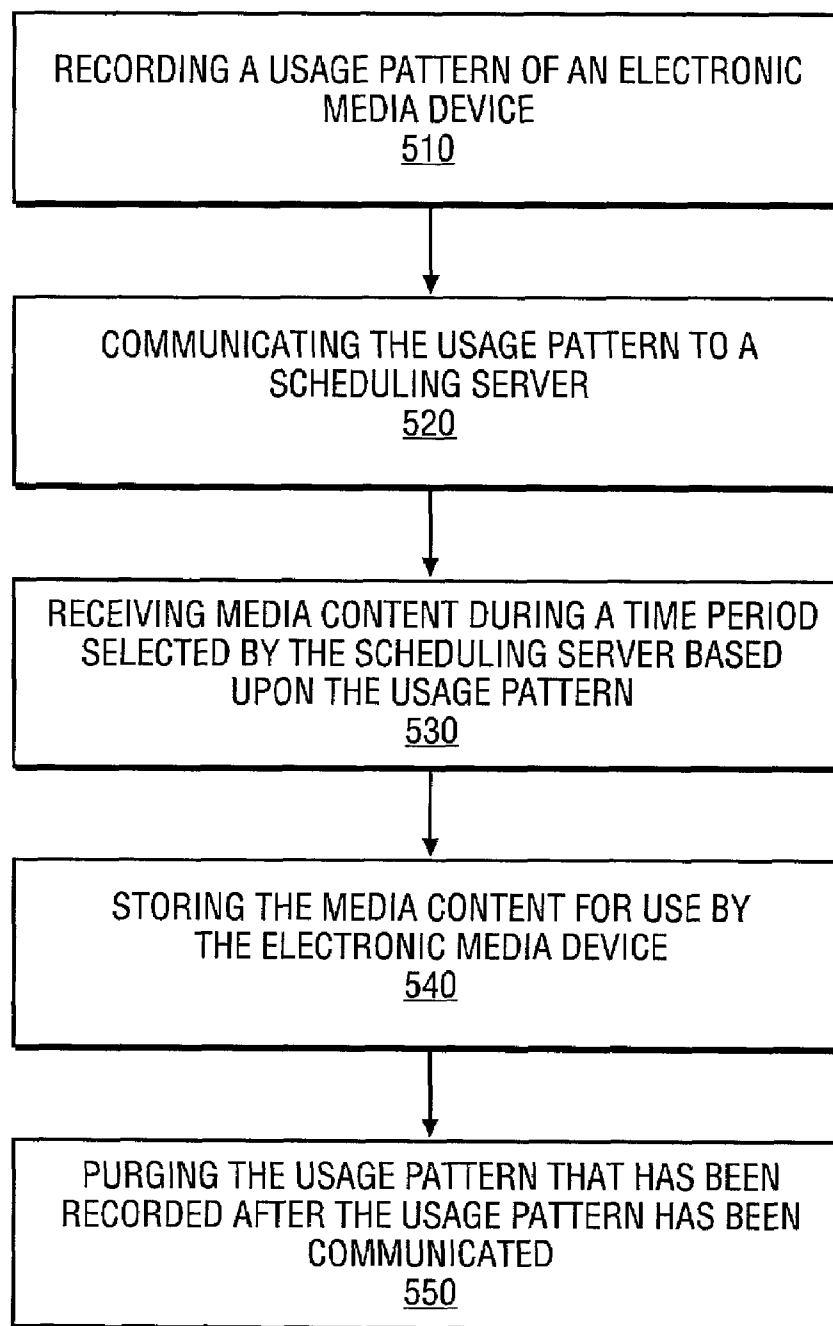 RECORDING A USAGE PATTERN OF AN ELECTRONIC
MEDIA DEVICE
510
COMMUNICATING THE USAGE PATTERN TO A
SCHEDULING SERVER
520
RECEIVING MEDIA CONTENT DURING A TIME PERIOD
SELECTED BY THE SCHEDULING SERVER BASED
UPON THE USAGE PATTERN
530
STORING THE MEDIA CONTENT FOR USE BY
THE ELECTRONIC MEDIA DEVICE
540
PURGING THE USAGE PATTERN THAT HAS BEEN
RECORDED AFTER THE USAGE PATTERN HAS BEEN
COMMUNICATED
550